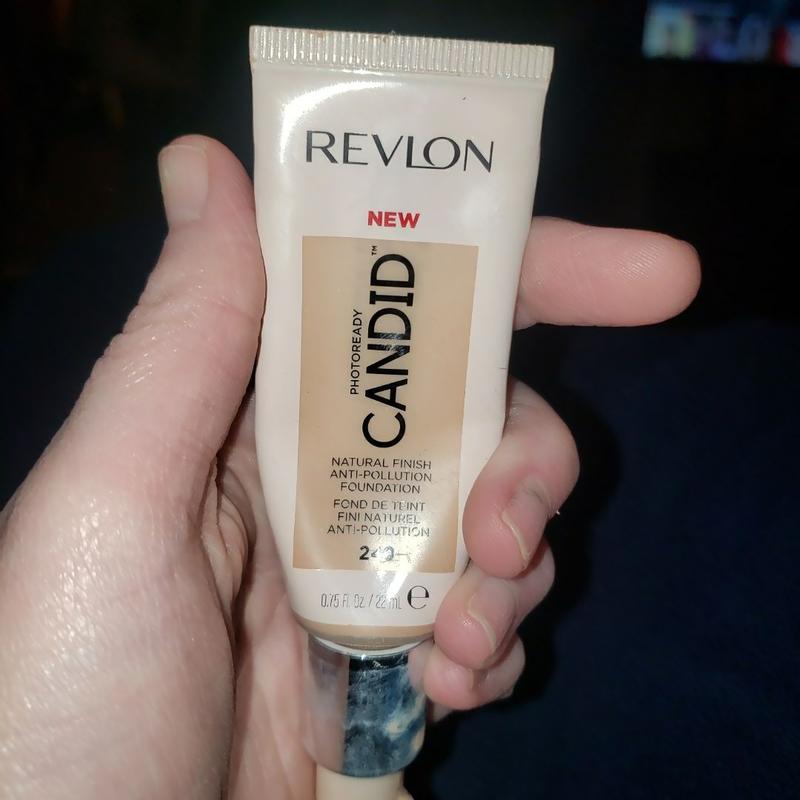 REVLON
NEW
PHOTOREADY
CANDID™
NATURAL FINISH
ANTI-POLLUTION
FOUNDATION
FOND DE TEINT
FINI NATUREL
ANTI-POLLUTION
0.75 Fl. Oz. / 22 mL e